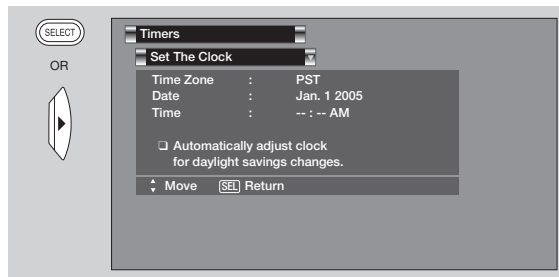 SELECT
OR
Timers
Set The Clock
Time Zone : PST
Date : Jan. 1 2005
Time : -- : -- AM
❏ Automatically adjust clock
for daylight savings changes.
Move SEL Return